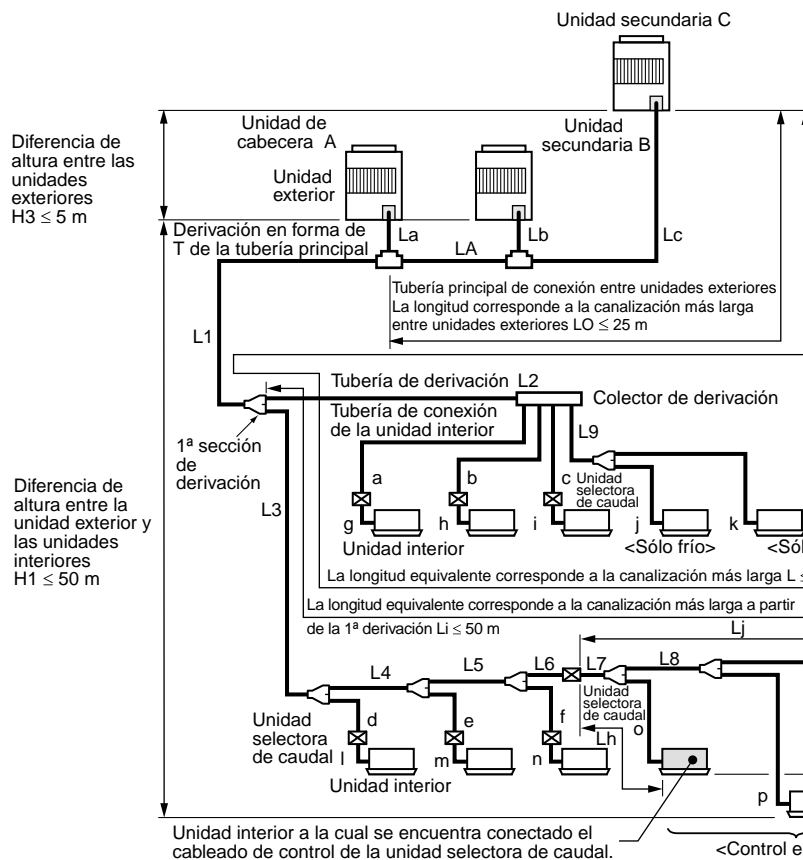 Unidad secundaria C
Diferencia de
altura entre las
unidades
exteriores
H3 ≤ 5 m
Unidad de
cabecera A
Unidad
exterior
Unidad
secundaria B
Derivación en forma de
T de la tubería principal
La
LA
Lb
Lc
Tubería principal de conexión entre unidades exteriores
La longitud corresponde a la canalización más larga
entre unidades exteriores LO ≤ 25 m
L1
Tubería de derivación
L2
Colector de derivación
Tubería de conexión
de la unidad interior
L9
1ª sección
de
derivación
L3
a
b
c
Unidad
selectora
de caudal
g
h
i
j
k
Unidad interior
<Sólo frío>
<Sól
Diferencia de
altura entre la
unidad exterior y
las unidades
interiores
H1 ≤ 50 m
La longitud equivalente corresponde a la canalización más larga L ≤
La longitud equivalente corresponde a la canalización más larga a partir
de la 1ª derivación Li ≤ 50 m
Lj
L4
L5
L6
L7
L8
Unidad
selectora
de caudal
Unidad
selectora
de caudal
d
e
f
Lh
o
l
m
n
Unidad interior
p
Unidad interior a la cual se encuentra conectado el
cableado de control de la unidad selectora de caudal.
<Control e